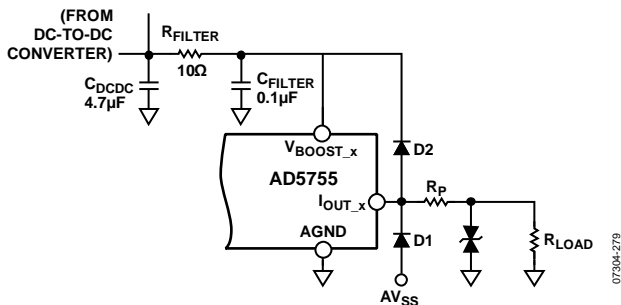 (FROM
DC-TO-DC
CONVERTER)
RFILTER
10Ω
CDCDC
4.7µF
CFILTER
0.1µF
VBOOST_x
AD5755
D2
IOUT_x
RP
AGND
D1
RLOAD
AVSS
07304-279